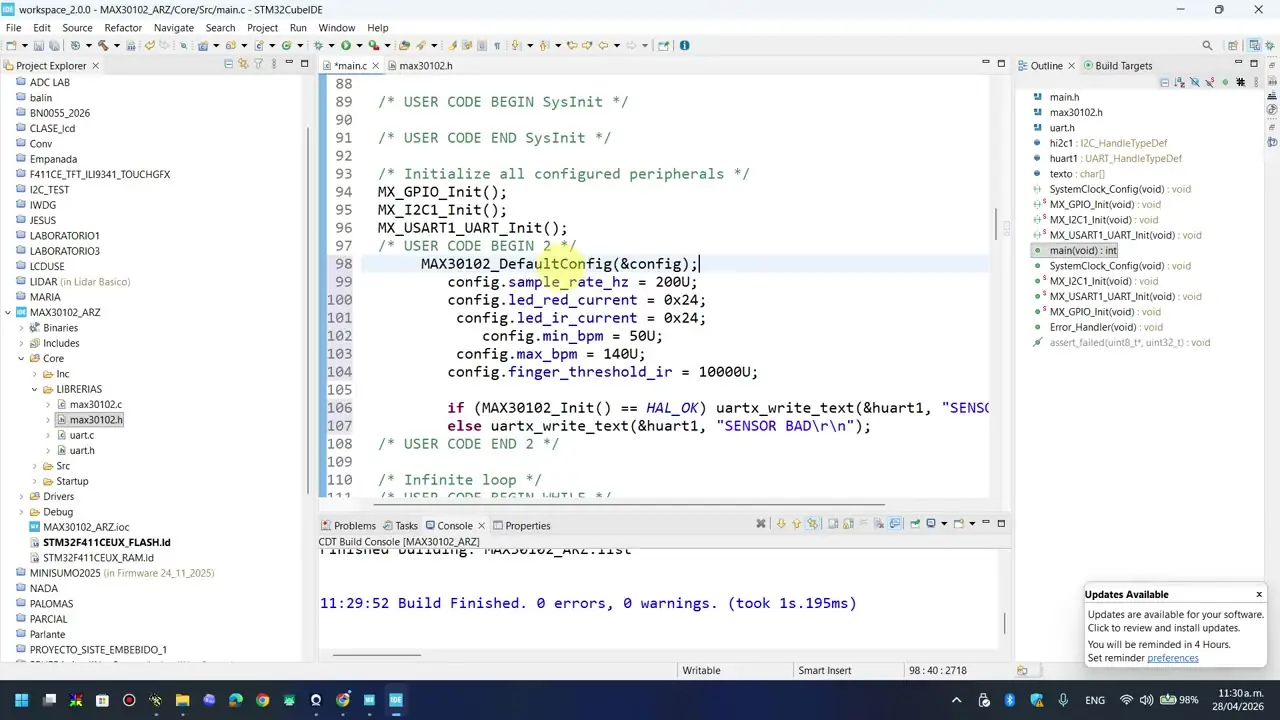 workspace_2.0.0 - MAX30102_ARZ/Core/Src/main.c - STM32CubeIDE
File Edit Source Refactor Navigate Search Project Run Window Help
Project Explorer
ADC LAB
balin
BN0055_2026
CLASE_lcd
Conv
Empanada
F411CE_TFT_ILI9341_TOUCHGFX
I2C_TEST
IWDG
JESUS
LABORATORIO1
LABORATORIO3
LCDUSE
LIDAR (in Lidar Basico)
MARIA
MAX30102_ARZ
Binaries
Includes
Core
Inc
LIBRERIAS
max30102.c
max30102.h
uart.c
uart.h
Src
Startup
Drivers
Debug
MAX30102_ARZ.ioc
STM32F411CEUX_FLASH.ld
STM32F411CEUX_RAM.ld
MINISUMO2025 (in Firmware 24_11_2025)
NADA
PALOMAS
PARCIAL
Parlante
PROYECTO_SISTE_EMBEBIDO_1
*main.c max30102.h
88
89 /* USER CODE BEGIN SysInit */
90
91 /* USER CODE END SysInit */
92
93 /* Initialize all configured peripherals */
94 MX_GPIO_Init();
95 MX_I2C1_Init();
96 MX_USART1_UART_Init();
97 /* USER CODE BEGIN 2 */
98 MAX30102_DefaultConfig(&config);
99 config.sample_rate_hz = 200U;
100 config.led_red_current = 0x24;
101 config.led_ir_current = 0x24;
102 config.min_bpm = 50U;
103 config.max_bpm = 140U;
104 config.finger_threshold_ir = 10000U;
105
106 if (MAX30102_Init() == HAL_OK) uartx_write_text(&huart1, "SENSO
107 else uartx_write_text(&huart1, "SENSOR BAD\r\n");
108 /* USER CODE END 2 */
109
110 /* Infinite loop */
111 /* USER CODE BEGIN WHILE */
Problems Tasks Console Properties
CDT Build Console [MAX30102_ARZ]
Finished building: MAX30102_ARZ.list
11:29:52 Build Finished. 0 errors, 0 warnings. (took 1s.195ms)
Outline Build Targets
main.h
max30102.h
uart.h
hi2c1 : I2C_HandleTypeDef
huart1 : UART_HandleTypeDef
texto : char[]
SystemClock_Config(void) : void
MX_GPIO_Init(void) : void
MX_I2C1_Init(void) : void
MX_USART1_UART_Init(void) : void
main(void) : int
SystemClock_Config(void) : void
MX_I2C1_Init(void) : void
MX_USART1_UART_Init(void) : void
MX_GPIO_Init(void) : void
Error_Handler(void) : void
assert_failed(uint8_t*, uint32_t) : void
Updates Available
Updates are available for your software.
Click to review and install updates.
You will be reminded in 4 Hours.
Set reminder preferences
Writable Smart Insert 98 : 40 : 2718
ENG 98% 11:30 a. m.
28/04/2026